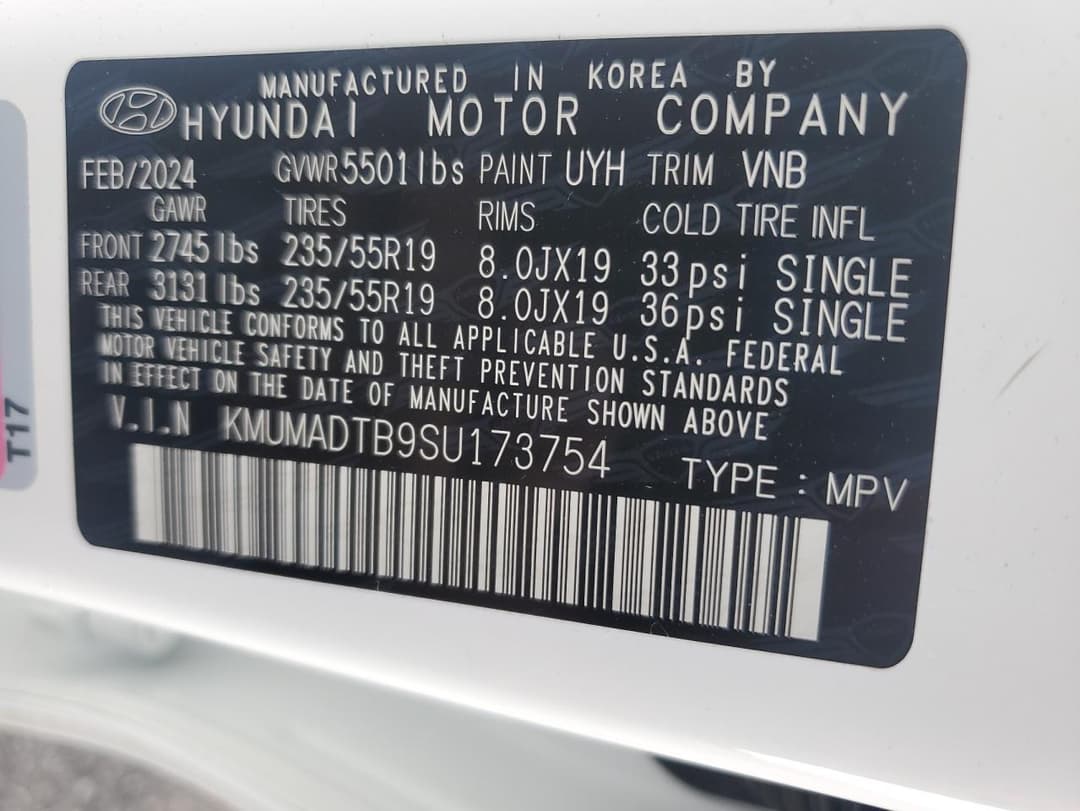 MANUFACTURED IN KOREA BY
HYUNDAI MOTOR COMPANY
FEB/2024 GVWR 5501 lbs PAINT UYH TRIM VNB
GAWR TIRES RIMS COLD TIRE INFL
FRONT 2745 lbs 235/55R19 8.0JX19 33psi SINGLE
REAR 3131 lbs 235/55R19 8.0JX19 36psi SINGLE
THIS VEHICLE CONFORMS TO ALL APPLICABLE U.S.A. FEDERAL
MOTOR VEHICLE SAFETY AND THEFT PREVENTION STANDARDS
IN EFFECT ON THE DATE OF MANUFACTURE SHOWN ABOVE
V.I.N KMUMADTB9SU173754 TYPE : MPV
T17